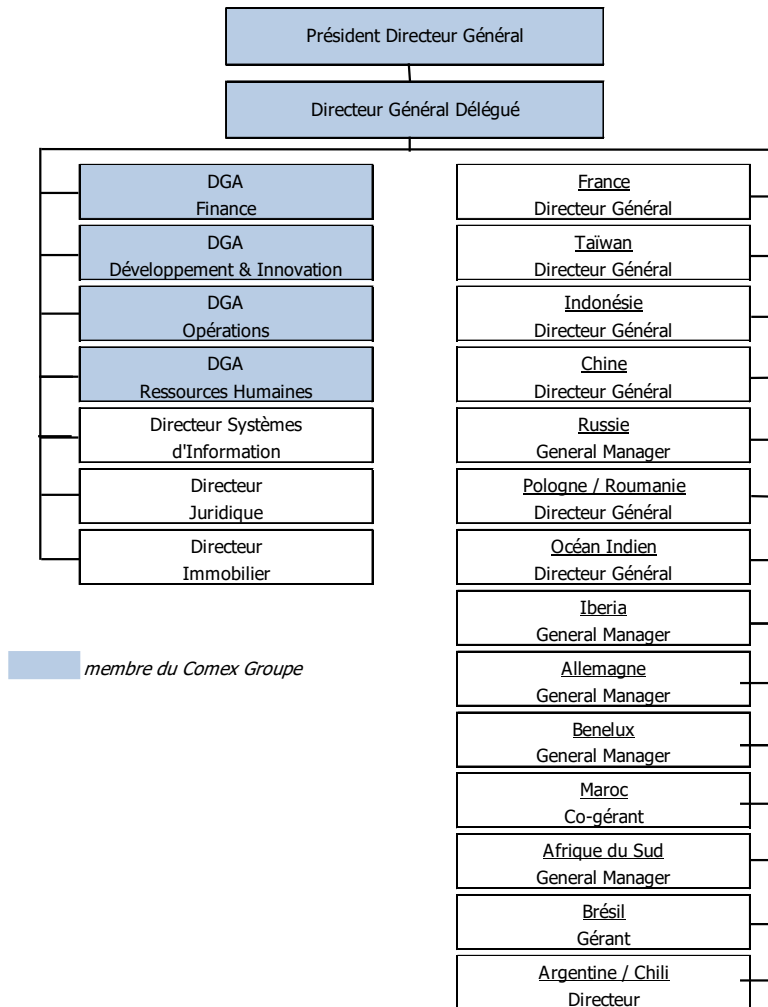 Président Directeur Général
Directeur Général Délégué
DGA
Finance
DGA
Développement & Innovation
DGA
Opérations
DGA
Ressources Humaines
Directeur Systèmes
d'Information
Directeur
Juridique
Directeur
Immobilier
membre du Comex Groupe
France
Directeur Général
Taïwan
Directeur Général
Indonésie
Directeur Général
Chine
Directeur Général
Russie
General Manager
Pologne / Roumanie
Directeur Général
Océan Indien
Directeur Général
Iberia
General Manager
Allemagne
General Manager
Benelux
General Manager
Maroc
Co-gérant
Afrique du Sud
General Manager
Brésil
Gérant
Argentine / Chili
Directeur